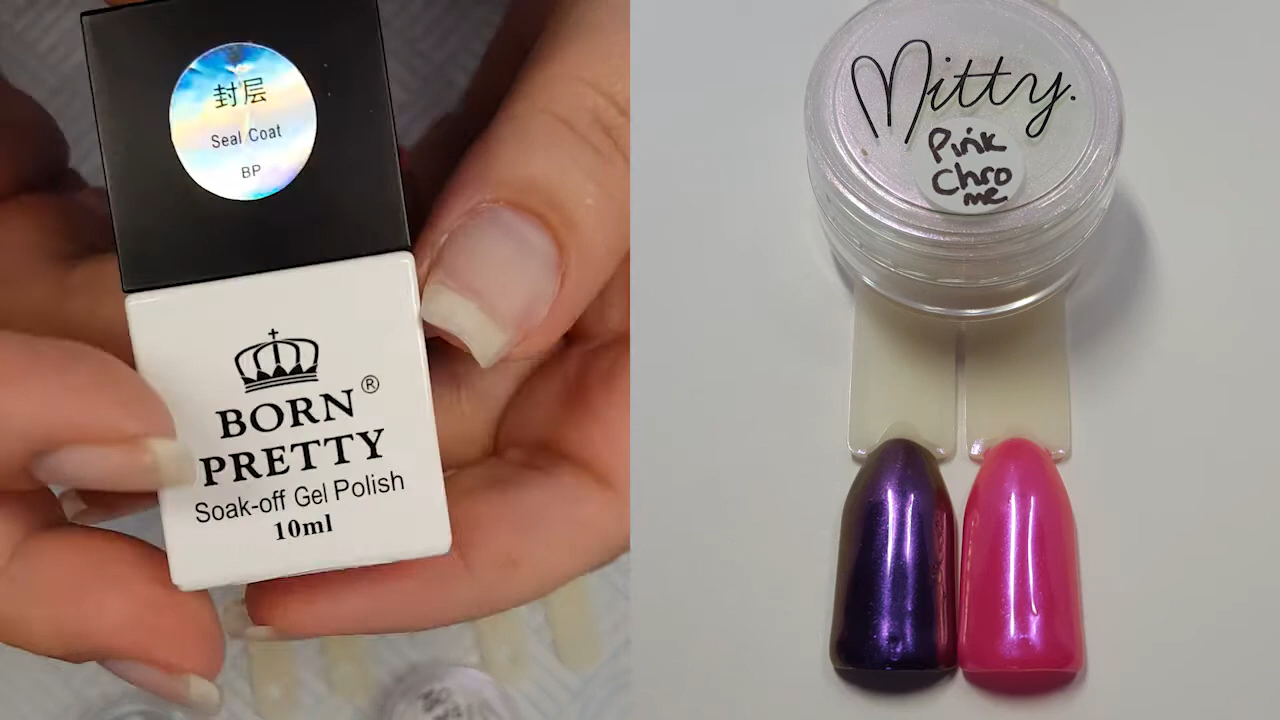 封层
Seal Coat
BP
BORN®
PRETTY
Soak-off Gel Polish
10ml
Mitty.
Pink
Chro
me